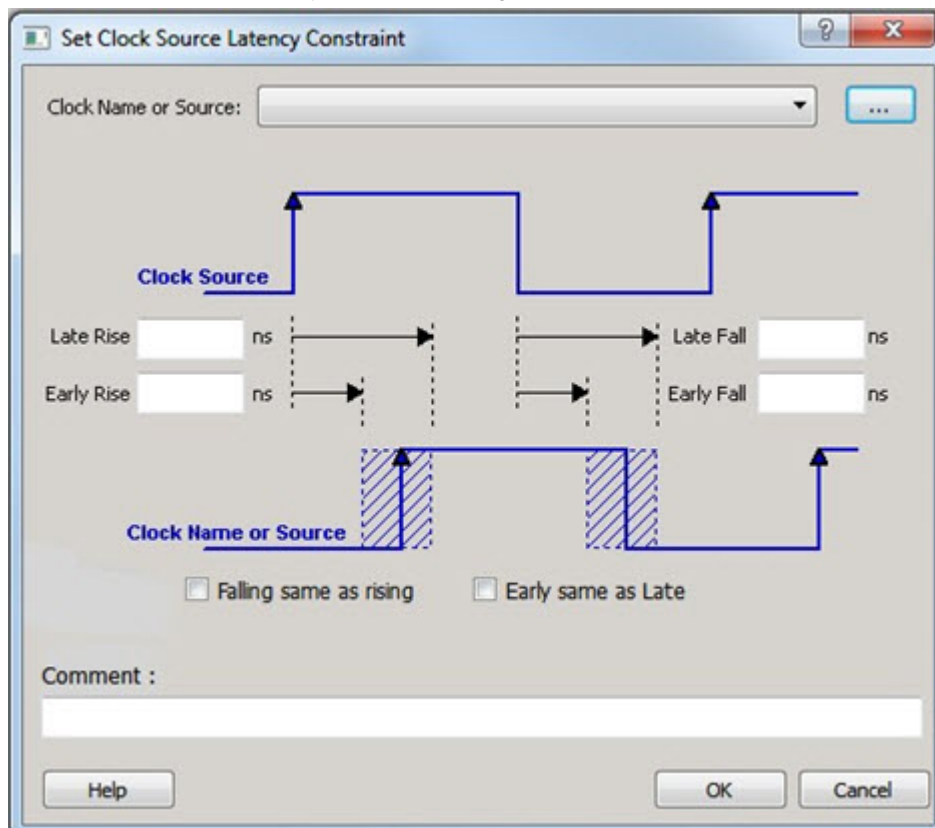 Set Clock Source Latency Constraint
?
Clock Name or Source:
...
Clock Source
Late Rise ns Late Fall ns
Early Rise ns Early Fall ns
Clock Name or Source
Falling same as rising Early same as Late
Comment :
Help OK Cancel